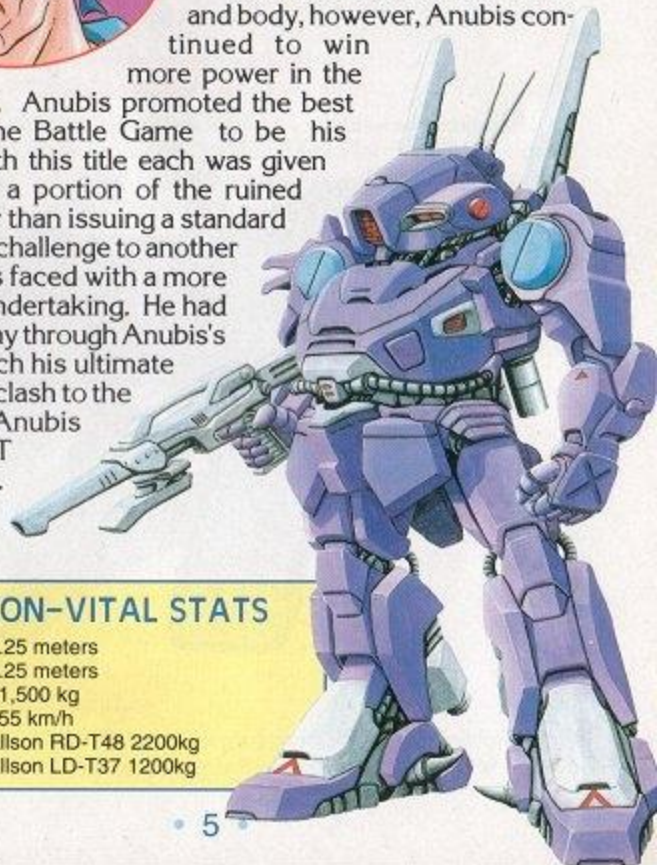 and body, however, Anubis con-
tinued to win
more power in the
. Anubis promoted the best
ne Battle Game to be his
th this title each was given
a portion of the ruined
r than issuing a standard
challenge to another
s faced with a more
ndertaking. He had
ay through Anubis's
ch his ultimate
clash to the
Anubis
T
.
ON-VITAL STATS
.25 meters
.25 meters
1,500 kg
55 km/h
llson RD-T48 2200kg
llson LD-T37 1200kg
• 5 •